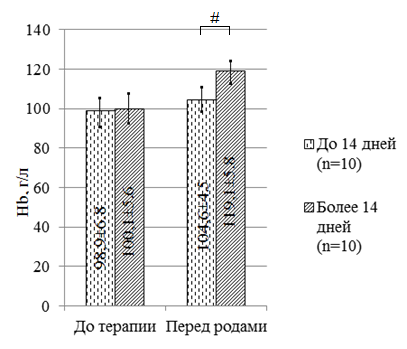 #
140
120
100
80
60
40
20
0
Hb, г/л
98,9±6,8
100,1±5,6
104,6±4,5
119,1±5,8
До терапии
Перед родами
До 14 дней
(n=10)
Более 14
дней
(n=10)